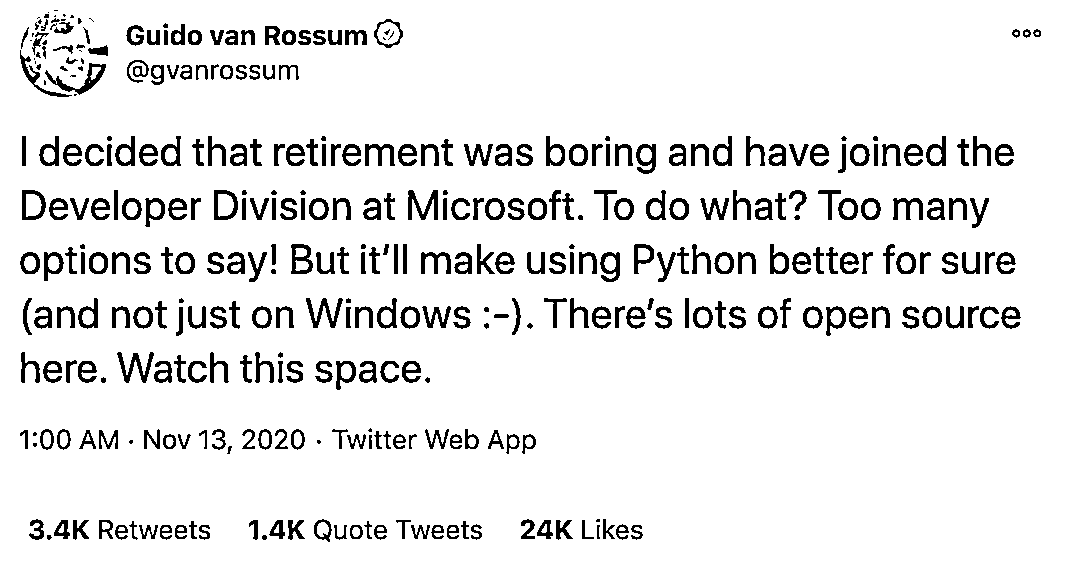 Guido van Rossum
@gvanrossum
I decided that retirement was boring and have joined the
Developer Division at Microsoft. To do what? Too many
options to say! But it’ll make using Python better for sure
(and not just on Windows :-). There’s lots of open source
here. Watch this space.
1:00 AM · Nov 13, 2020 · Twitter Web App
3.4K Retweets 1.4K Quote Tweets 24K Likes